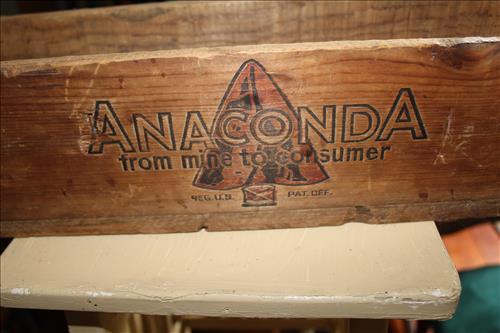 ANACONDA
from mine to consumer
REG. U.S. PAT. OFF.